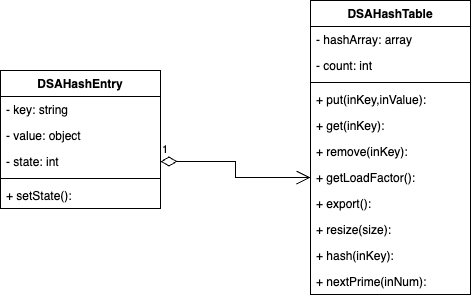 DSAHashTable
- hashArray: array
- count: int
+ put(inKey,inValue):
+ get(inKey):
+ remove(inKey):
+ getLoadFactor():
+ export():
+ resize(size):
+ hash(inKey):
+ nextPrime(inNum):
DSAHashEntry
- key: string
- value: object
- state: int
+ setState():
1